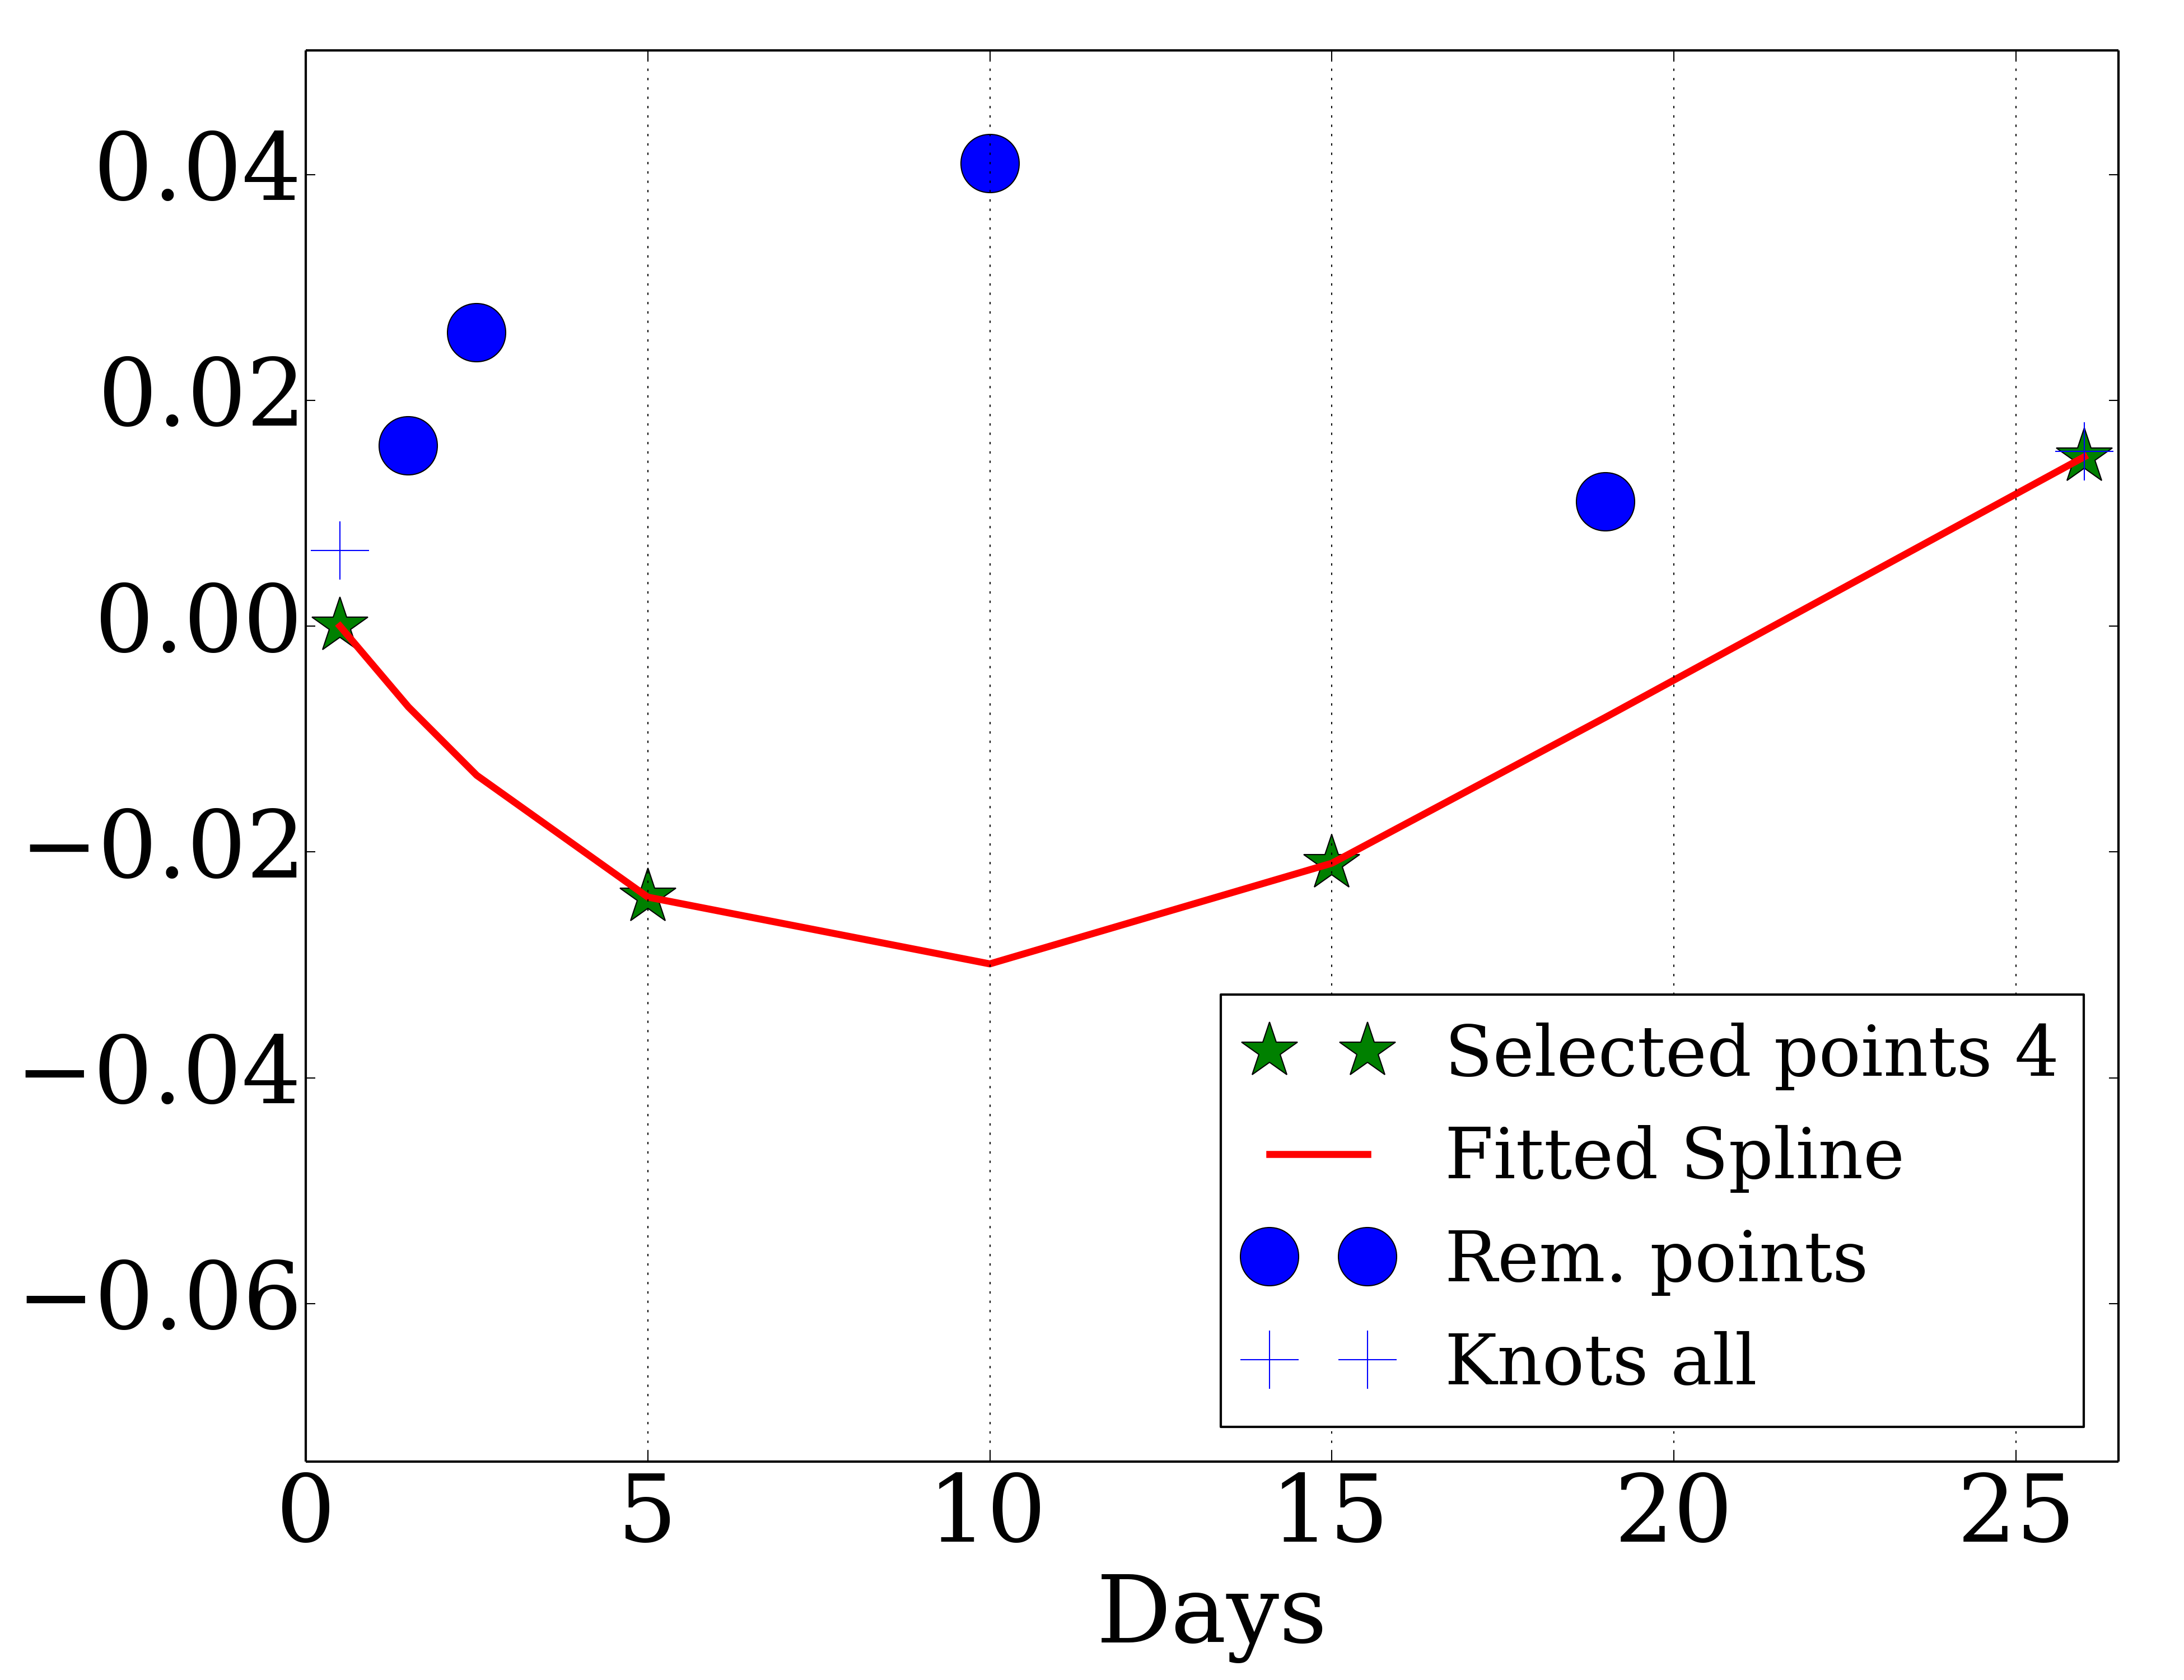 0.04
0.02
0.00
−0.02
−0.04
−0.06
0 5 10 15 20 25
Days
Selected points 4
Fitted Spline
Rem. points
Knots all